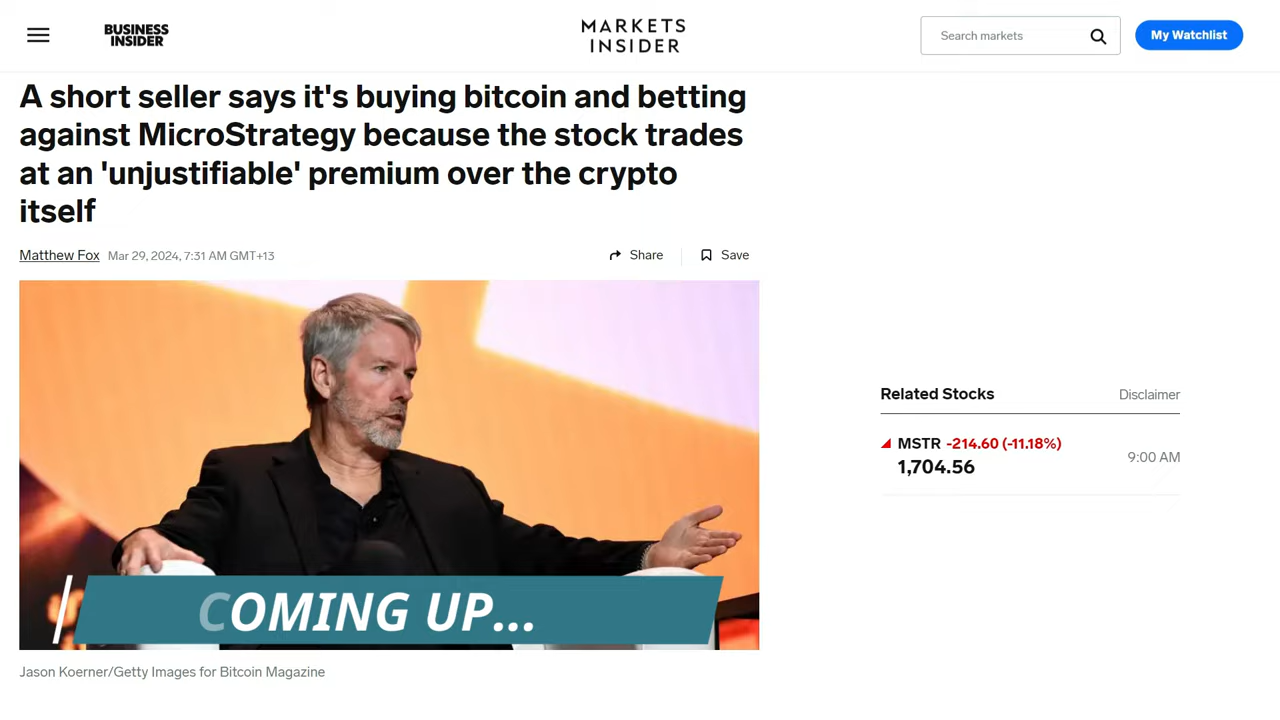 BUSINESS
INSIDER
MARKETS
INSIDER
Search markets
My Watchlist
A short seller says it's buying bitcoin and betting
against MicroStrategy because the stock trades
at an 'unjustifiable' premium over the crypto
itself
Matthew Fox Mar 29, 2024, 7:31 AM GMT+13
Share
Save
COMING UP...
Jason Koerner/Getty Images for Bitcoin Magazine
Related Stocks
Disclaimer
MSTR -214.60 (-11.18%)
1,704.56
9:00 AM